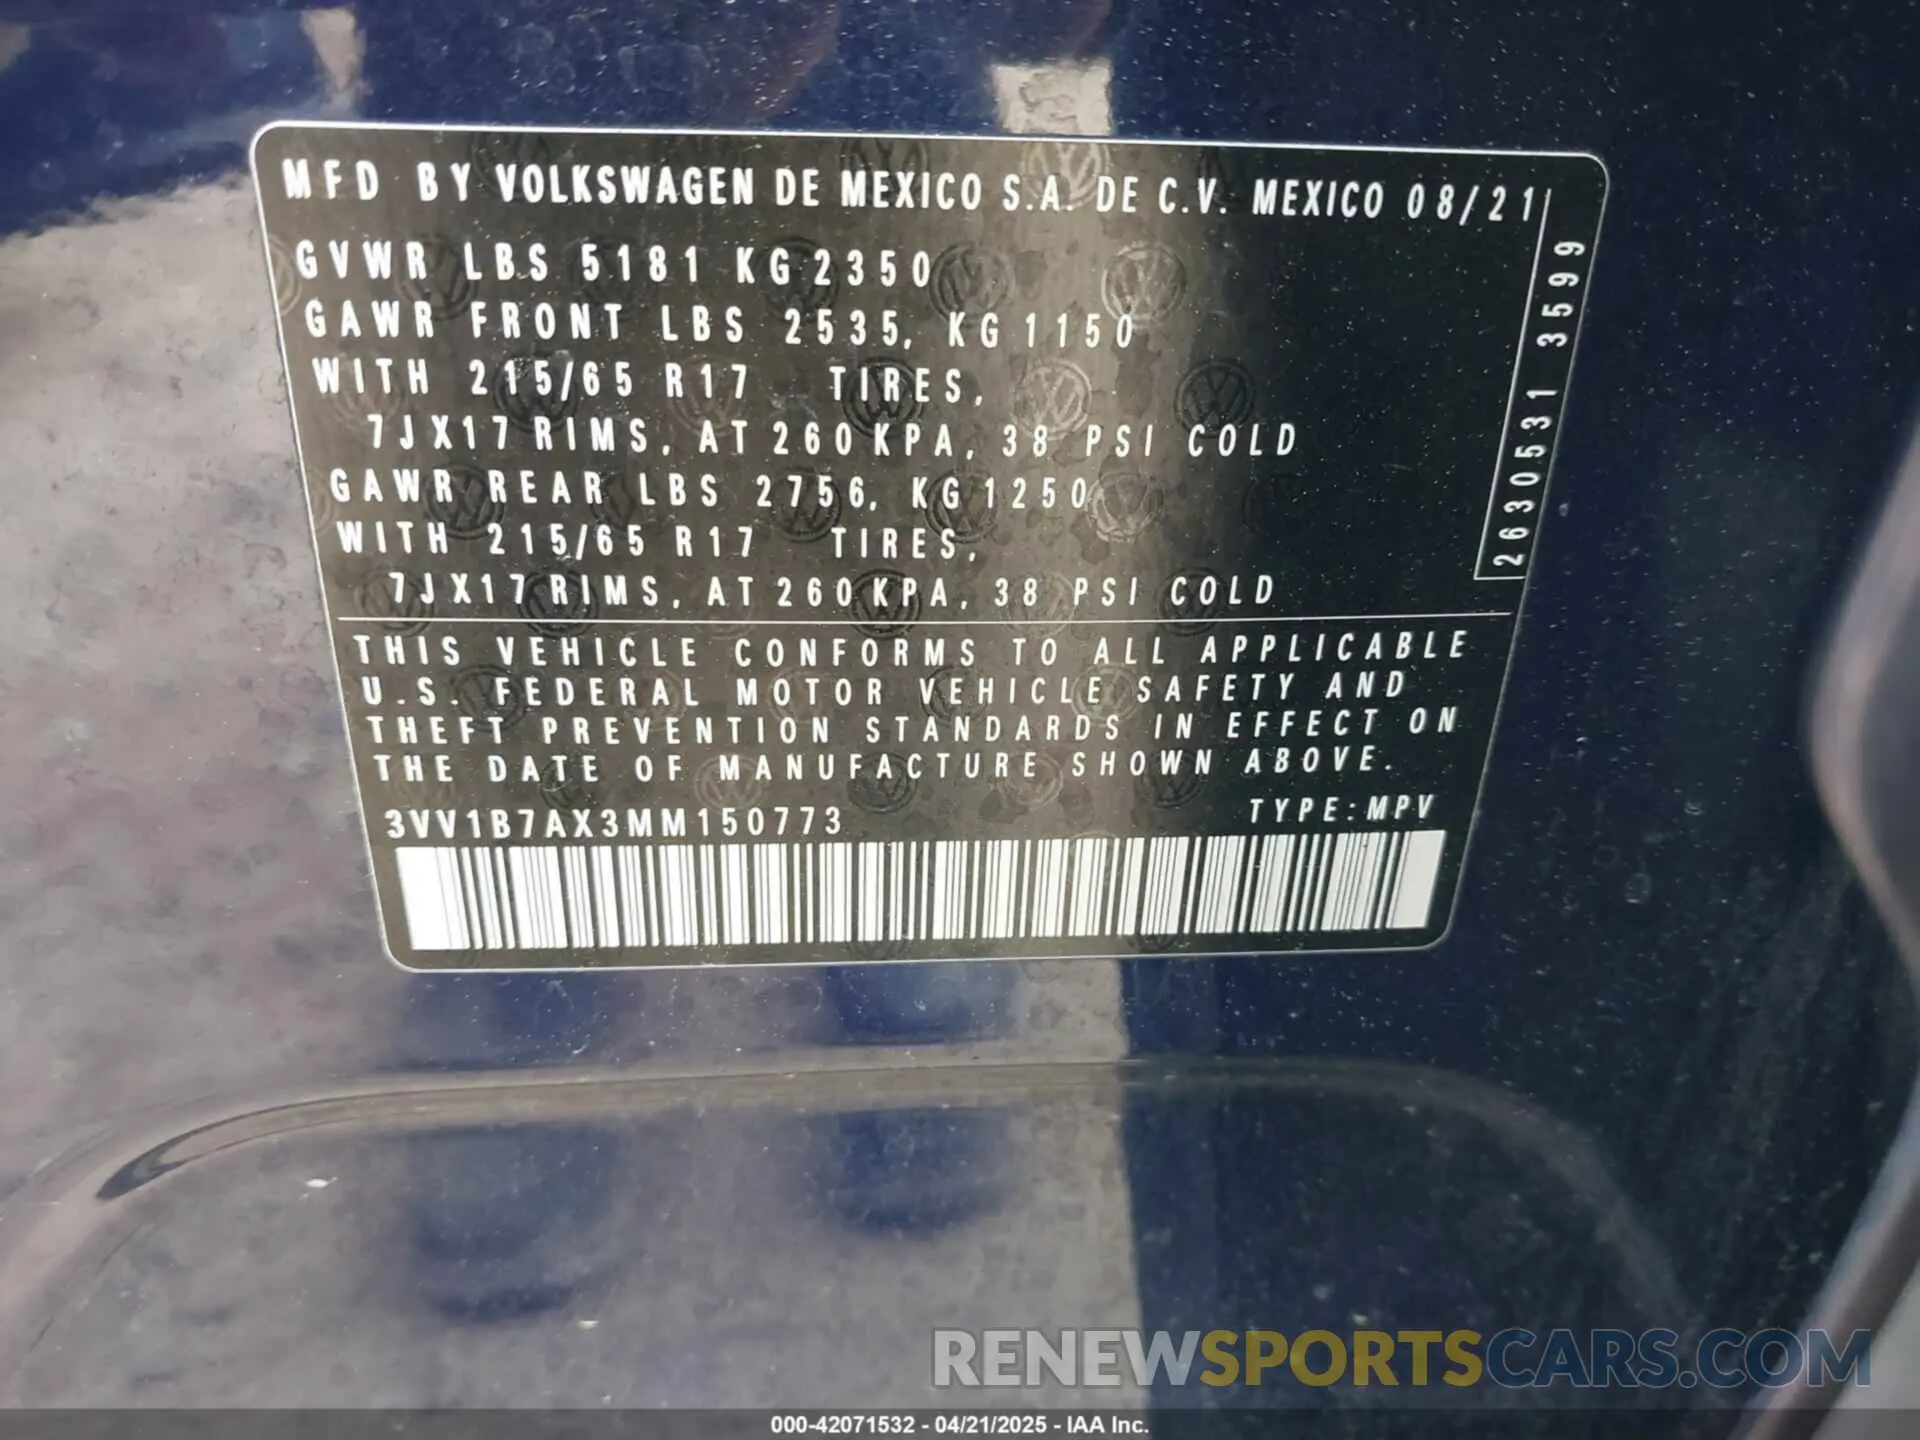 MFD BY VOLKSWAGEN DE MEXICO S.A. DE C.V. MEXICO 08/21
GVWR LBS 5181 KG 2350
GAWR FRONT LBS 2535, KG 1150
WITH 215/65 R17 TIRES,
7JX17 RIMS, AT 260 KPA, 38 PSI COLD
GAWR REAR LBS 2756, KG 1250
WITH 215/65 R17 TIRES,
7JX17 RIMS, AT 260 KPA, 38 PSI COLD
2630531 3599
THIS VEHICLE CONFORMS TO ALL APPLICABLE
U.S. FEDERAL MOTOR VEHICLE SAFETY AND
THEFT PREVENTION STANDARDS IN EFFECT ON
THE DATE OF MANUFACTURE SHOWN ABOVE.
3VV1B7AX3MM150773 TYPE:MPV
RENEWSPORTSCARS.COM
000-42071532 - 04/21/2025 - IAA Inc.